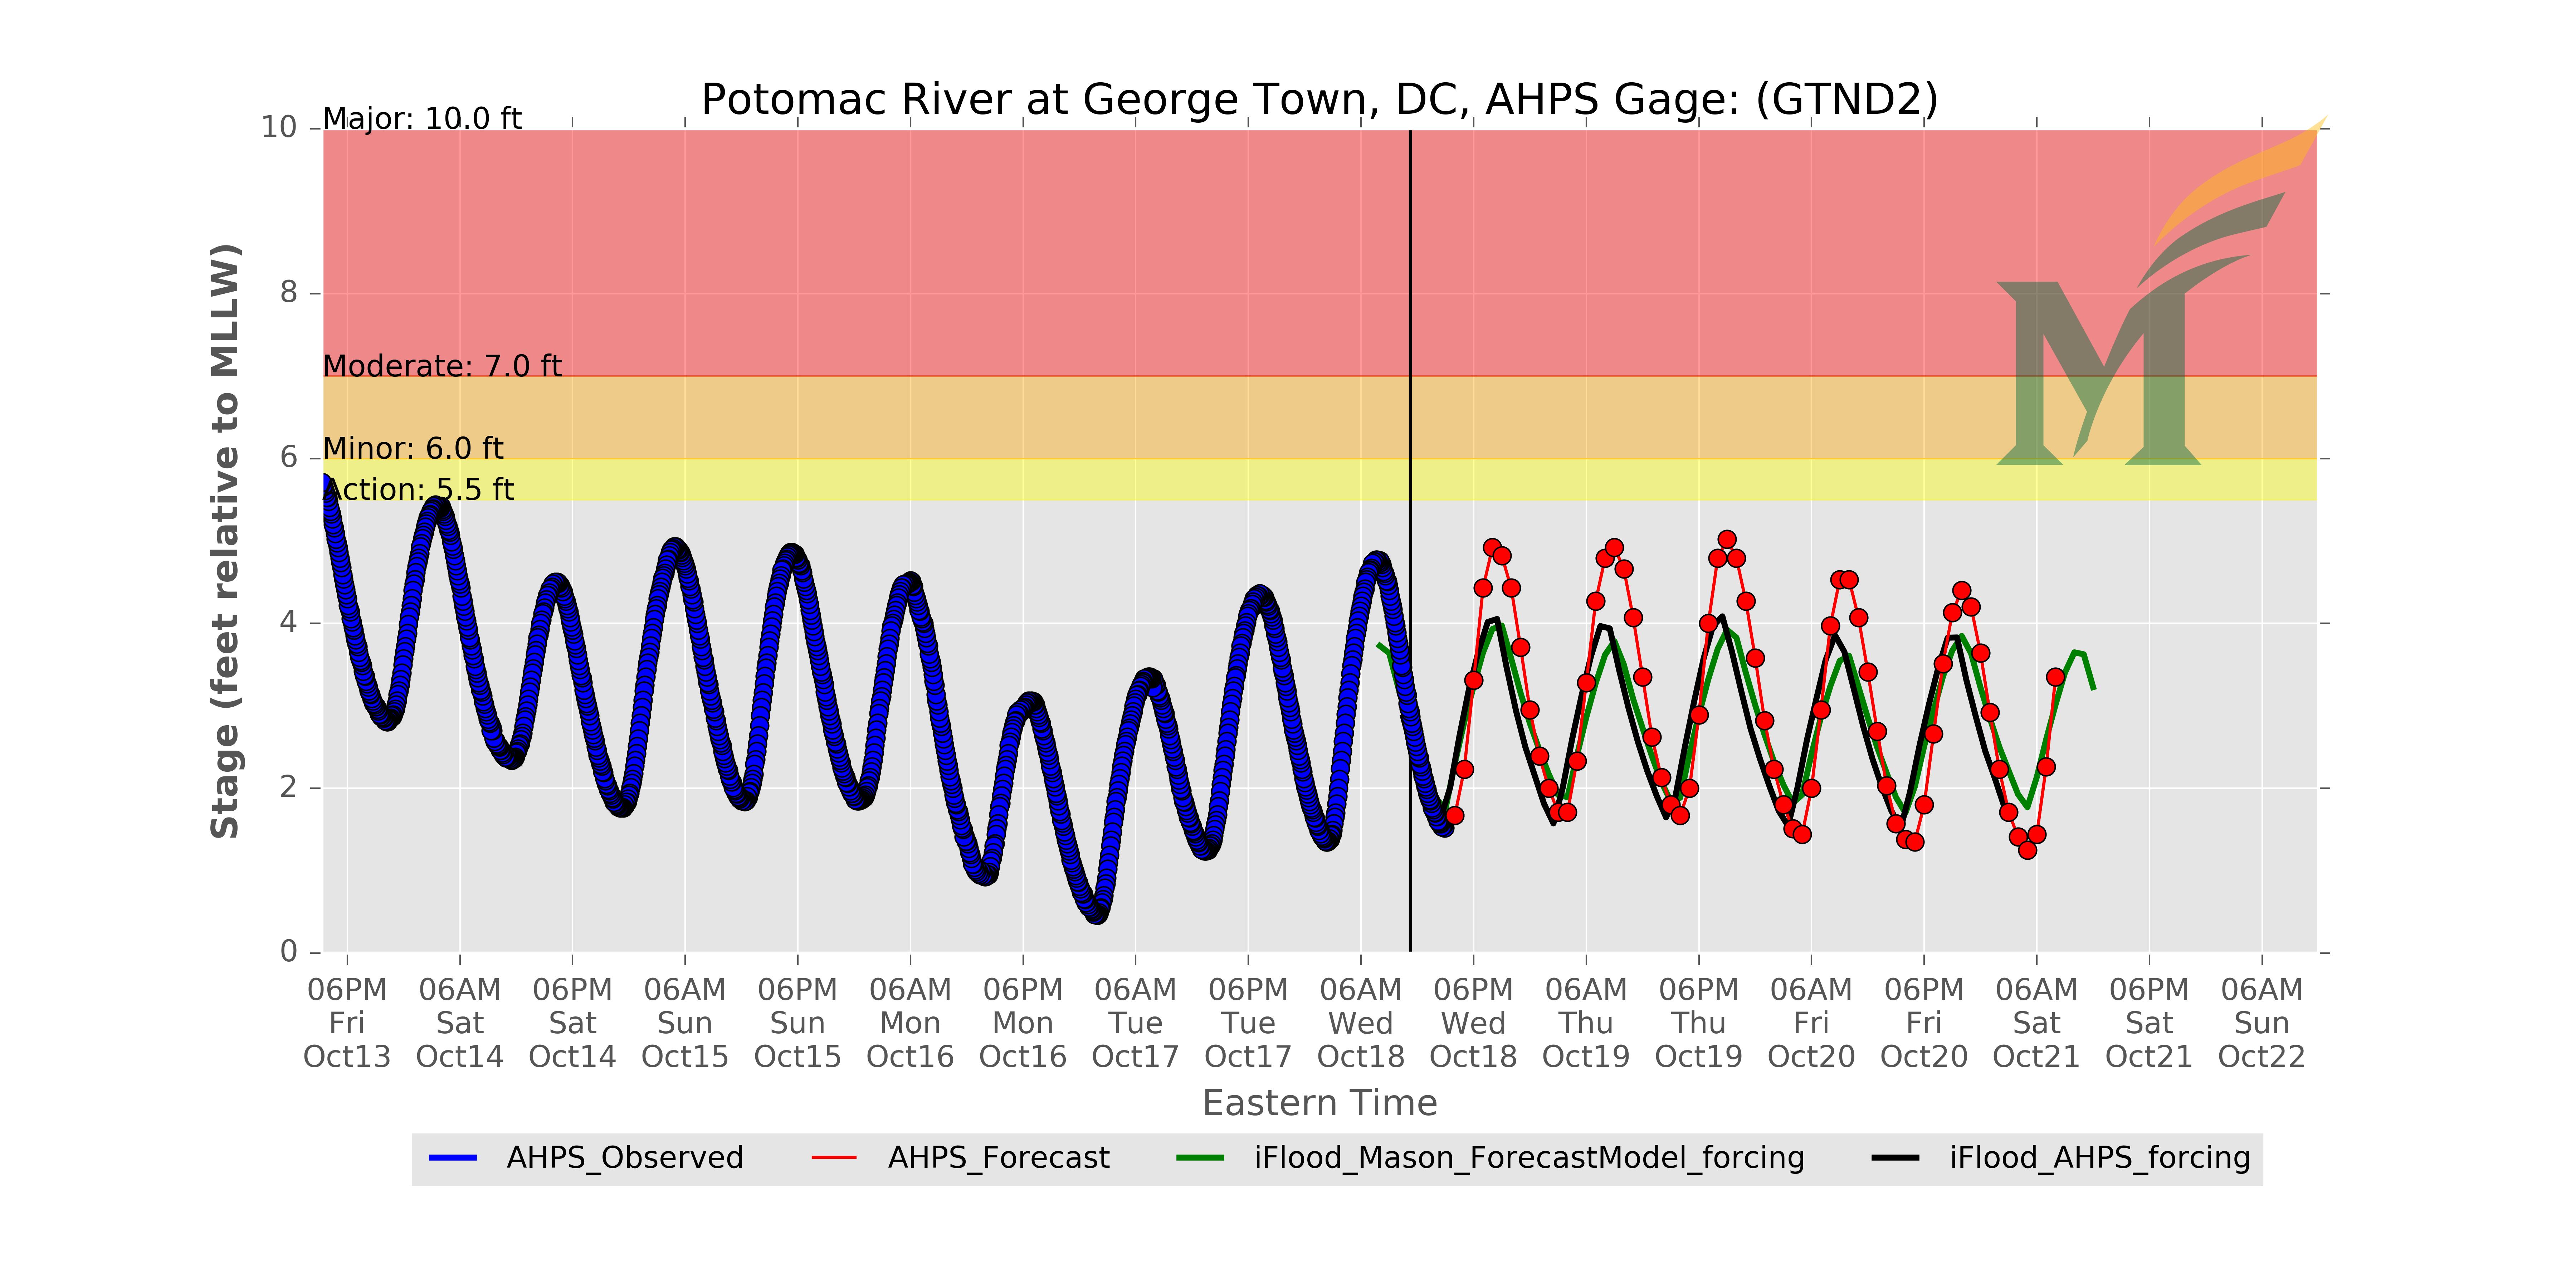 Potomac River at George Town, DC, AHPS Gage: (GTND2)
Major: 10.0 ft
Moderate: 7.0 ft
Minor: 6.0 ft
Action: 5.5 ft
Stage (feet relative to MLLW)
10
8
6
4
2
0
06PM 06AM 06PM 06AM 06PM 06AM 06PM 06AM 06PM 06AM 06PM 06AM 06PM 06AM 06PM 06AM 06PM 06AM
Fri Sat Sat Sun Sun Mon Mon Tue Tue Wed Wed Thu Thu Fri Fri Sat Sat Sun
Oct13 Oct14 Oct14 Oct15 Oct15 Oct16 Oct16 Oct17 Oct17 Oct18 Oct18 Oct19 Oct19 Oct20 Oct20 Oct21 Oct21 Oct22
Eastern Time
AHPS_Observed AHPS_Forecast iFlood_Mason_ForecastModel_forcing iFlood_AHPS_forcing
M